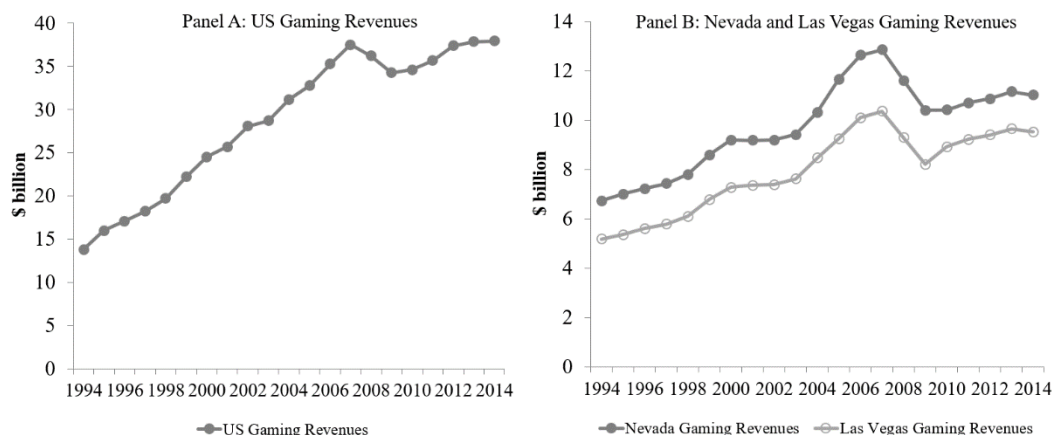 Panel A: US Gaming Revenues
$ billion
40
35
30
25
20
15
10
5
0
1994 1996 1998 2000 2002 2004 2006 2008 2010 2012 2014
US Gaming Revenues
Panel B: Nevada and Las Vegas Gaming Revenues
$ billion
14
12
10
8
6
4
2
0
1994 1996 1998 2000 2002 2004 2006 2008 2010 2012 2014
Nevada Gaming Revenues Las Vegas Gaming Revenues